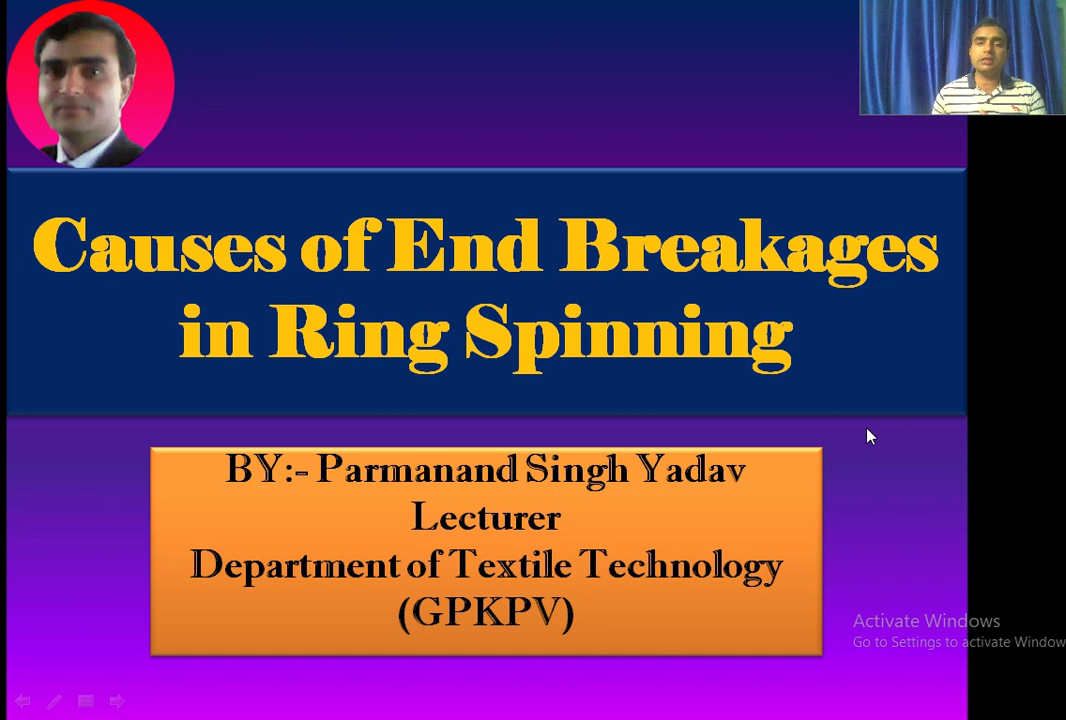 Causes of End Breakages
in Ring Spinning
BY:- Parmanand Singh Yadav
Lecturer
Department of Textile Technology
(GPKPV)
Activate Windows
Go to Settings to activate Window